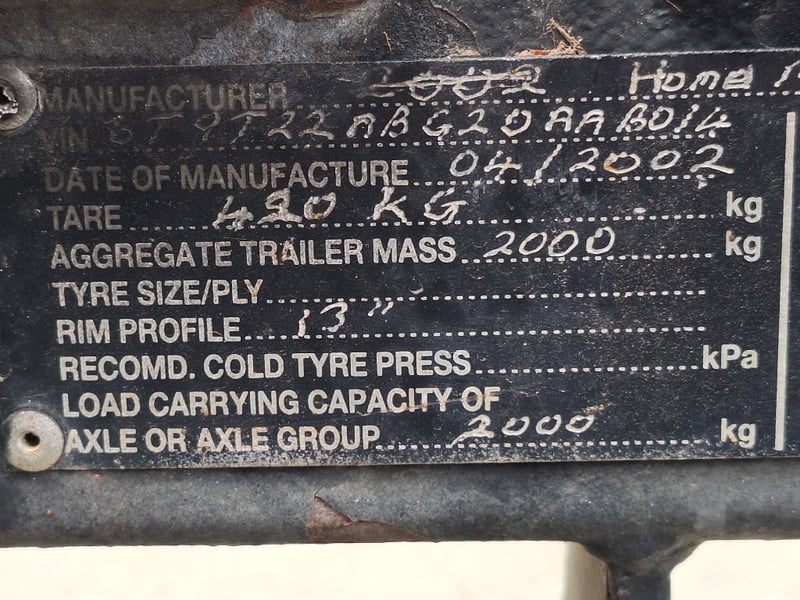 MANUFACTURER 2002 Home
VIN 6T9T22ABG20AAB014
DATE OF MANUFACTURE 04/2002
TARE 420 KG kg
AGGREGATE TRAILER MASS 2000 kg
TYRE SIZE/PLY
RIM PROFILE 13"
RECOMD. COLD TYRE PRESS kPa
LOAD CARRYING CAPACITY OF
AXLE OR AXLE GROUP 2000 kg